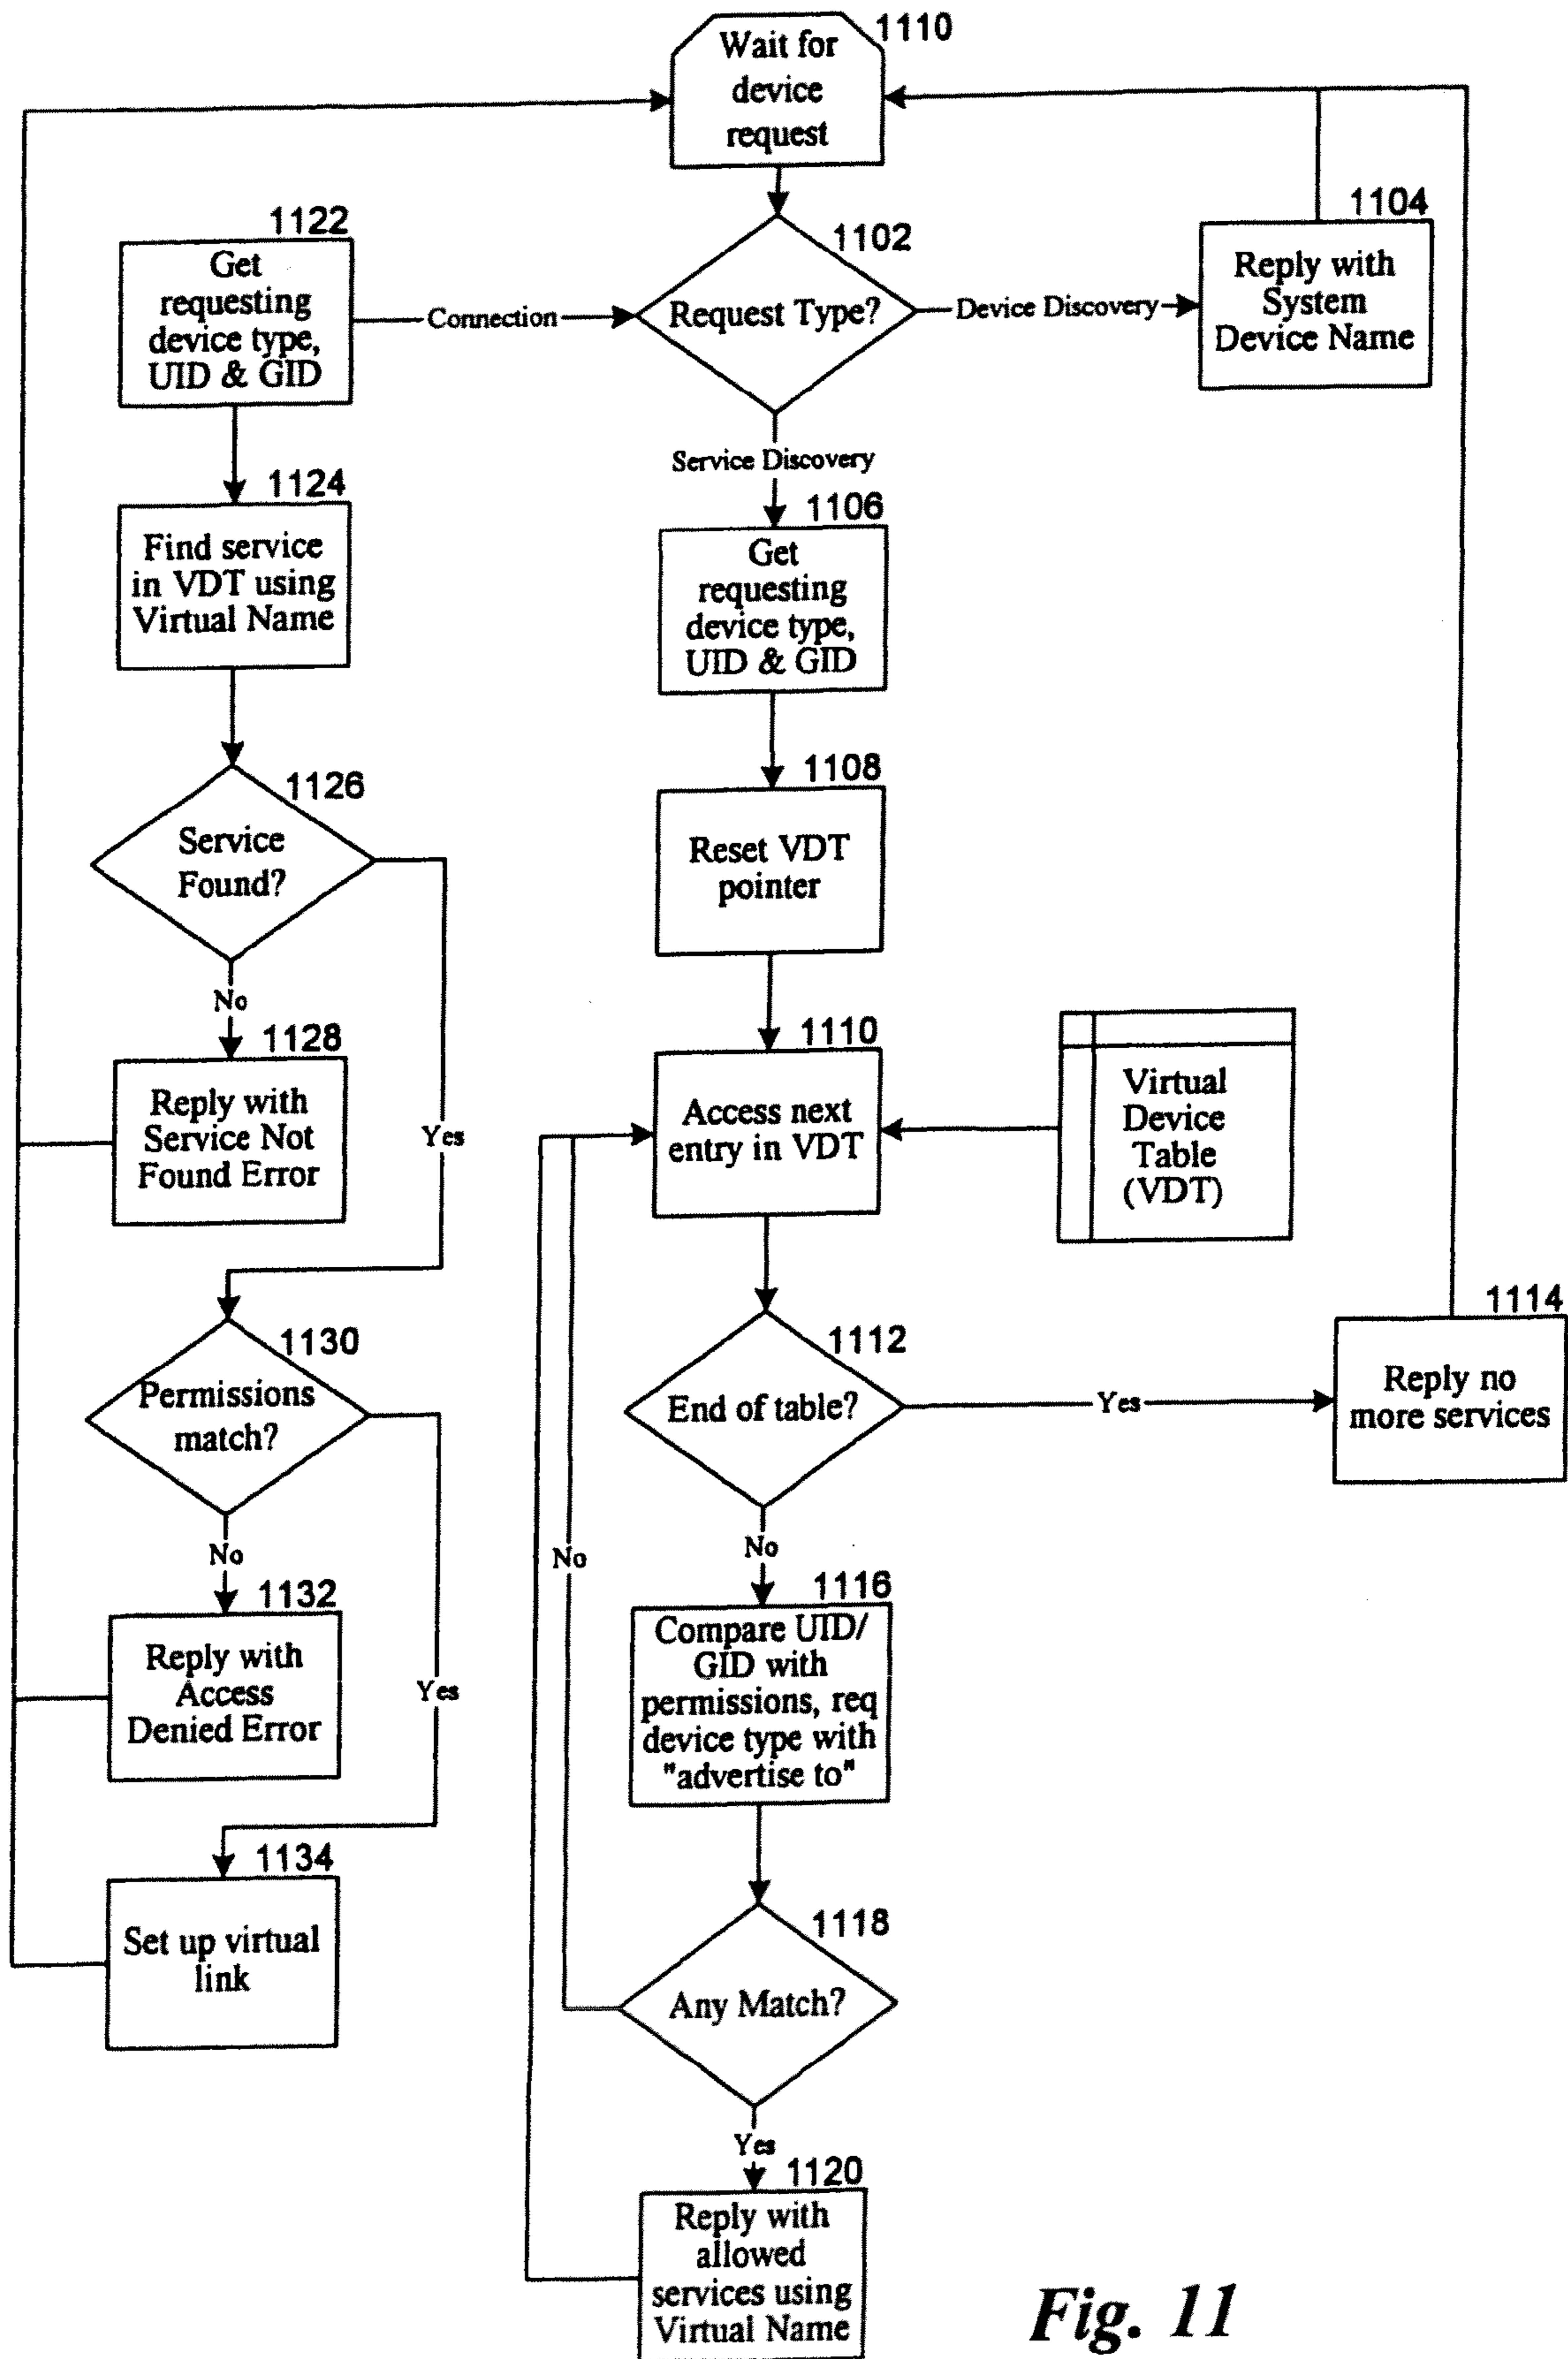 1110
Wait for
device
request
1122
Get
requesting
device type,
UID & GID
Connection
1102
Request Type?
Device Discovery
1104
Reply with
System
Device Name
Service Discovery
1124
Find service
in VDT using
Virtual Name
1106
Get
requesting
device type,
UID & GID
1126
Service
Found?
1108
Reset VDT
pointer
No
Yes
1128
Reply with
Service Not
Found Error
1110
Access next
entry in VDT
Virtual
Device
Table
(VDT)
1130
Permissions
match?
1112
End of table?
Yes
1114
Reply no
more services
No
Yes
No
No
1132
Reply with
Access
Denied Error
1116
Compare UID/
GID with
permissions, req
device type with
"advertise to"
1134
Set up virtual
link
1118
Any Match?
Yes
1120
Reply with
allowed
services using
Virtual Name
Fig. 11